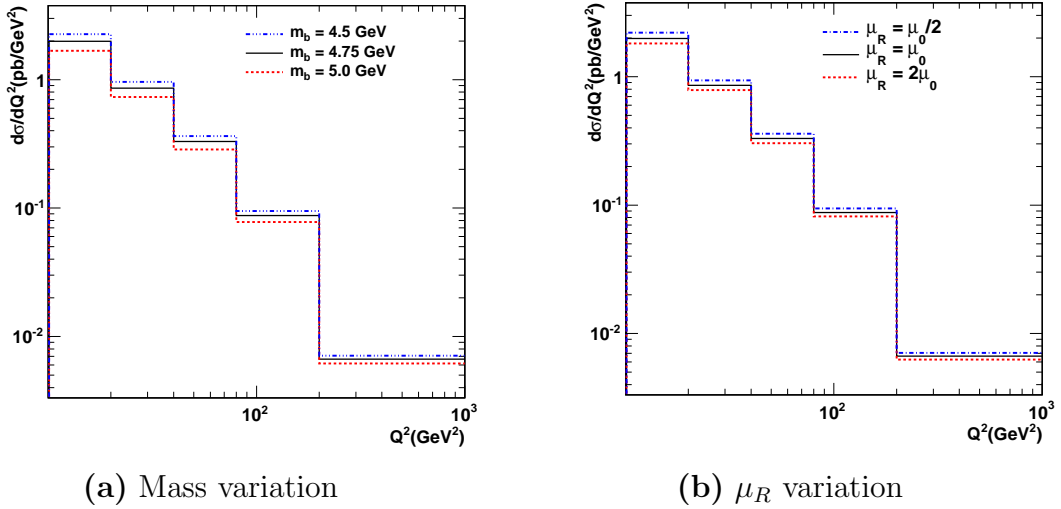 dσ/dQ²(pb/GeV²)
1
10⁻¹
10⁻²
m_b = 4.5 GeV
m_b = 4.75 GeV
m_b = 5.0 GeV
10² 10³
Q²(GeV²)
(a) Mass variation
dσ/dQ²(pb/GeV²)
1
10⁻¹
10⁻²
μ_R = μ_0/2
μ_R = μ_0
μ_R = 2μ_0
10² 10³
Q²(GeV²)
(b) μ_R variation